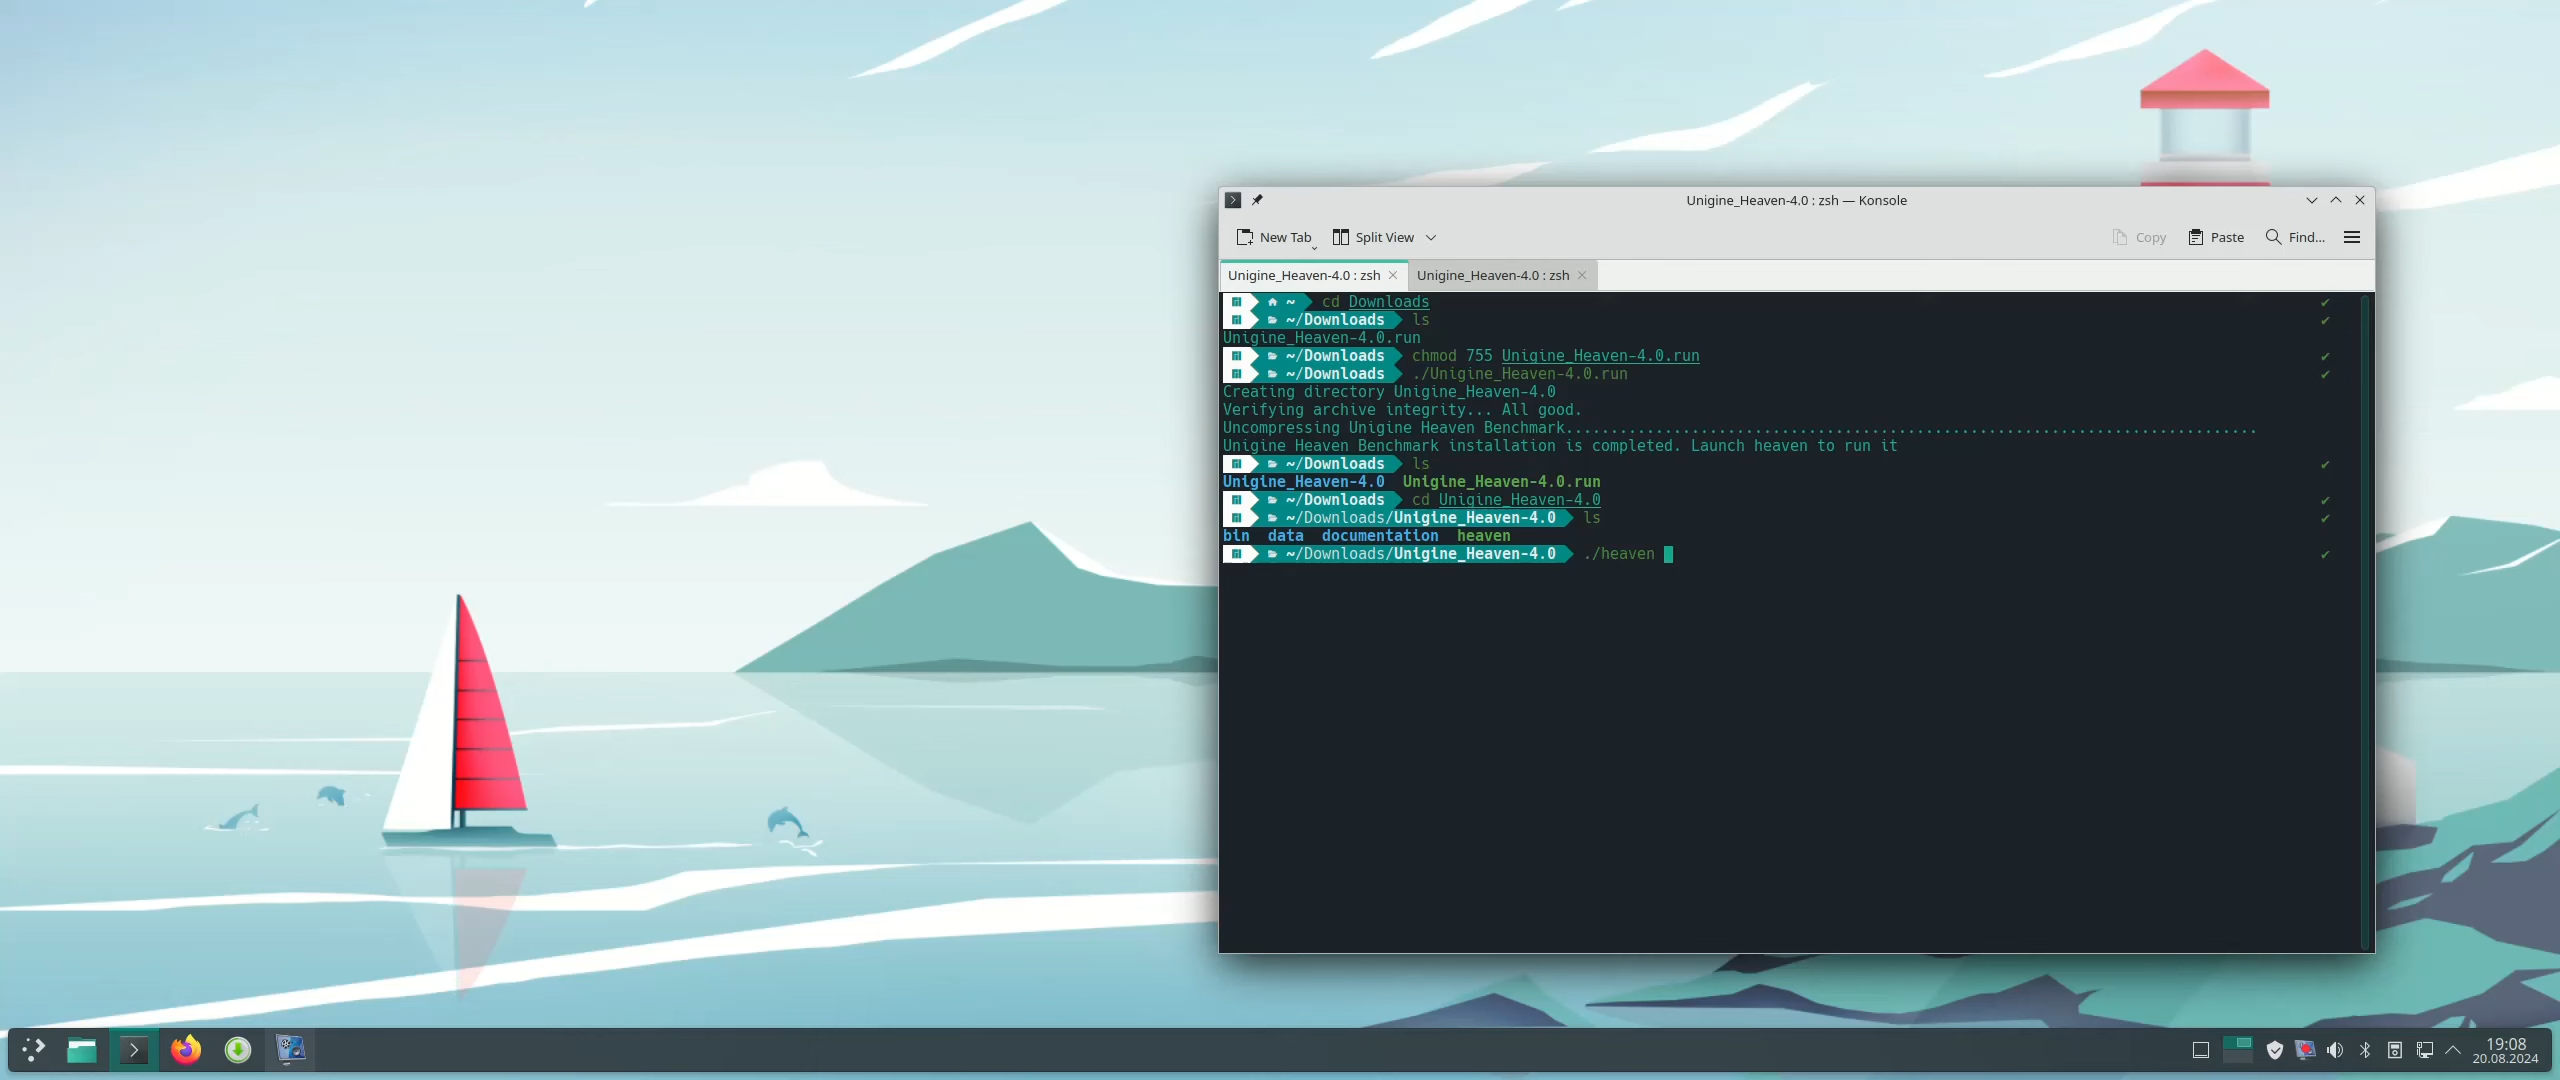 Unigine_Heaven-4.0 : zsh — Konsole
New Tab Split View Copy Paste Find...
Unigine_Heaven-4.0 : zsh Unigine_Heaven-4.0 : zsh
~ cd Downloads ✔
~/Downloads ls ✔
Unigine_Heaven-4.0.run
~/Downloads chmod 755 Unigine_Heaven-4.0.run ✔
~/Downloads ./Unigine_Heaven-4.0.run ✔
Creating directory Unigine_Heaven-4.0
Verifying archive integrity... All good.
Uncompressing Unigine Heaven Benchmark.............................................................................
Unigine Heaven Benchmark installation is completed. Launch heaven to run it
~/Downloads ls ✔
Unigine_Heaven-4.0 Unigine_Heaven-4.0.run
~/Downloads cd Unigine_Heaven-4.0 ✔
~/Downloads/Unigine_Heaven-4.0 ls ✔
bin data documentation heaven
~/Downloads/Unigine_Heaven-4.0 ./heaven ✔
19:08
20.08.2024